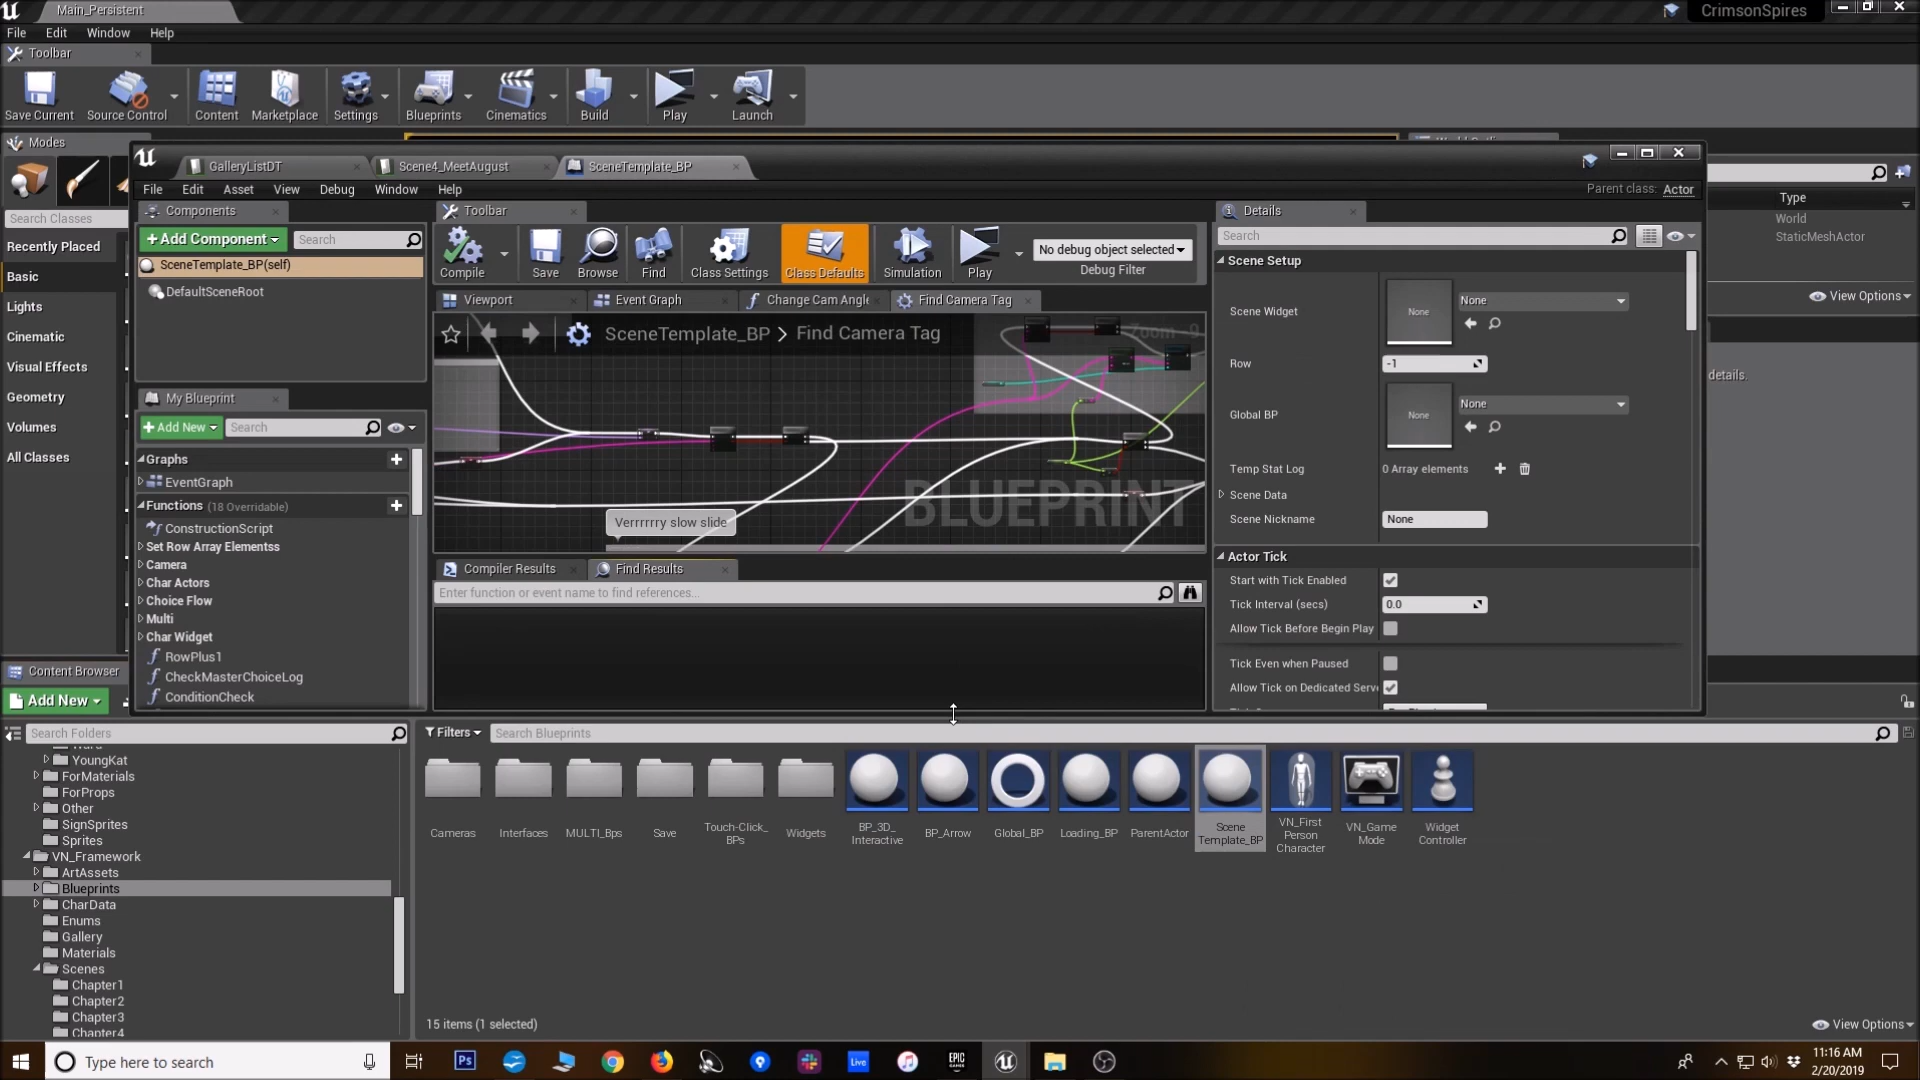 Main_Persistent
CrimsonSpires
File Edit Window Help
Toolbar
Save Current Source Control Content Marketplace Settings Blueprints Cinematics Build Play Launch
Modes
Search Classes
Recently Placed
Basic
Lights
Cinematic
Visual Effects
Geometry
Volumes
All Classes
GalleryListDT Scene4_MeetAugust SceneTemplate_BP
File Edit Asset View Debug Window Help
Parent class: Actor
Components
+Add Component Search
SceneTemplate_BP(self)
DefaultSceneRoot
My Blueprint
+Add New Search
Graphs
EventGraph
Functions (18 Overridable)
ConstructionScript
Set Row Array Elementss
Camera
Char Actors
Choice Flow
Multi
Char Widget
RowPlus1
CheckMasterChoiceLog
ConditionCheck
Toolbar
Compile Save Browse Find Class Settings Class Defaults Simulation Play
No debug object selected
Debug Filter
Viewport Event Graph Change Cam Angle Find Camera Tag
SceneTemplate_BP > Find Camera Tag
Zoom -9
BLUEPRINT
Verrrrrry slow slide
Compiler Results Find Results
Enter function or event name to find references...
Details
Search
Scene Setup
Scene Widget None None
Row -1
Global BP None None
Temp Stat Log 0 Array elements
Scene Data
Scene Nickname None
Actor Tick
Start with Tick Enabled
Tick Interval (secs) 0.0
Allow Tick Before Begin Play
Tick Even when Paused
Allow Tick on Dedicated Serve
Type
World
StaticMeshActor
View Options
details.
Content Browser
Add New
Search Folders
YoungKat
ForMaterials
ForProps
Other
SignSprites
Sprites
VN_Framework
ArtAssets
Blueprints
CharData
Enums
Gallery
Materials
Scenes
Chapter1
Chapter2
Chapter3
Chapter4
Filters Search Blueprints
Cameras
Interfaces
MULTI_Bps
Save
Touch-Click_
BPs
Widgets
BP_3D_
Interactive
BP_Arrow
Global_BP
Loading_BP
ParentActor
Scene
Template_BP
VN_First
Person
Character
VN_Game
Mode
Widget
Controller
15 items (1 selected)
View Options
Type here to search
Ps
Live
EPIC
GAMES
11:16 AM
2/20/2019